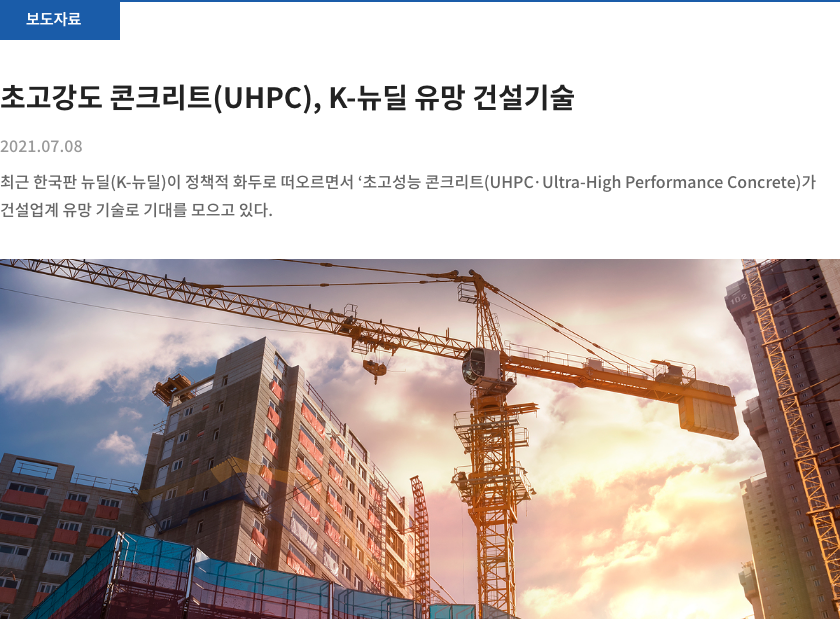 보도자료
초고강도 콘크리트(UHPC), K-뉴딜 유망 건설기술
2021.07.08
최근 한국판 뉴딜(K-뉴딜)이 정책적 화두로 떠오르면서 ‘초고성능 콘크리트(UHPC·Ultra-High Performance Concrete)가
건설업계 유망 기술로 기대를 모으고 있다.
102